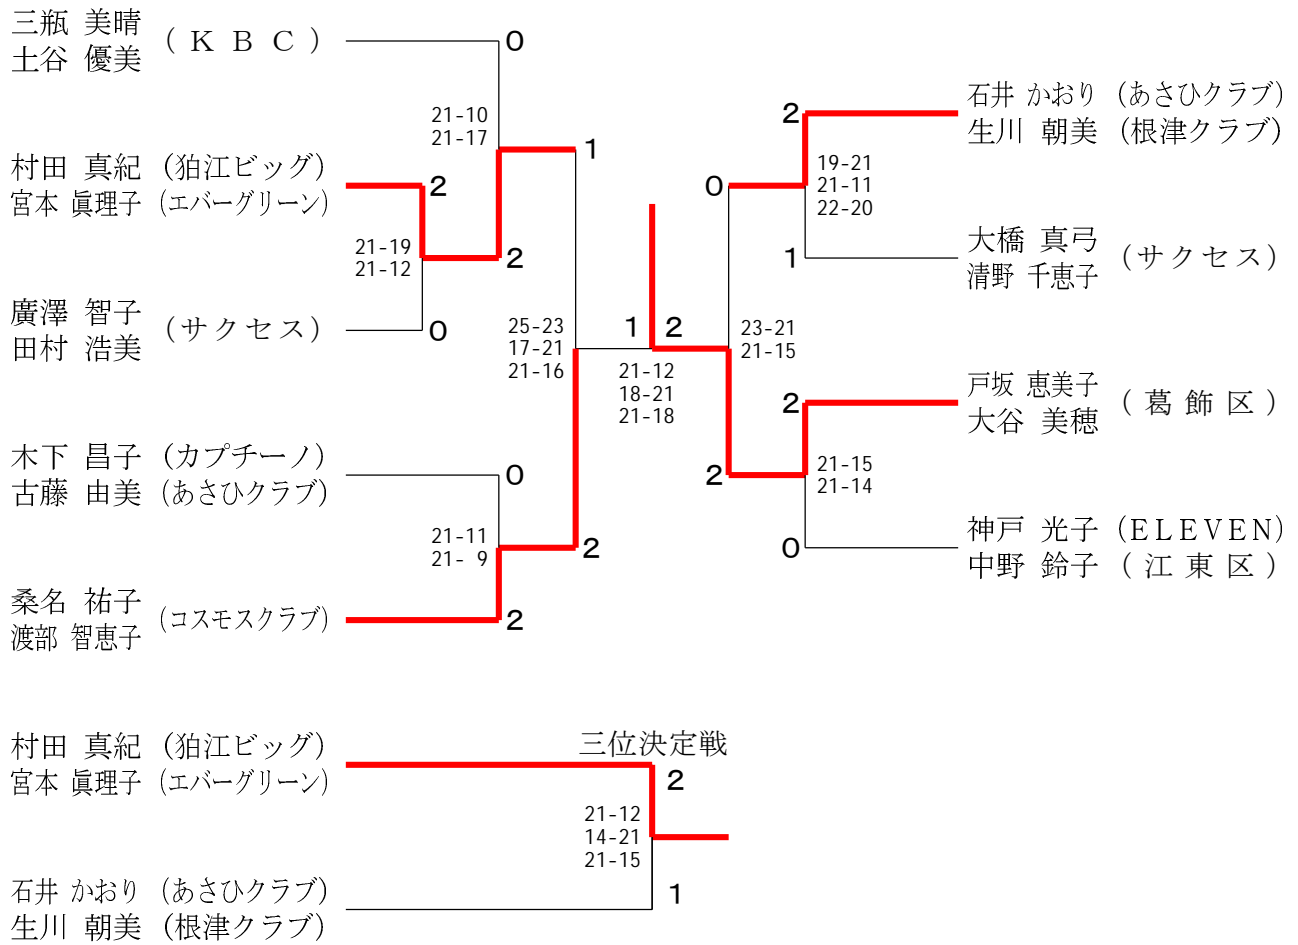 三瓶 美晴
土谷 優美
(ＫＢＣ)
0
21-10
21-17
1
村田 真紀 (狛江ビッグ)
宮本 眞理子 (エバーグリーン)
2
21-19
21-12
2
廣澤 智子
田村 浩美
(サクセス)
0
25-23
17-21
21-16
木下 昌子 (カプチーノ)
古藤 由美 (あさひクラブ)
0
21-11
21- 9
2
桑名 祐子
渡部 智恵子
(コスモスクラブ)
2
1 2
21-12
18-21
21-18
石井 かおり (あさひクラブ)
生川 朝美 (根津クラブ)
2
0
19-21
21-11
22-20
大橋 真弓
清野 千恵子
(サクセス)
1
23-21
21-15
戸坂 恵美子
大谷 美穂
(葛飾区)
2
2
21-15
21-14
神戸 光子 (ＥＬＥＶＥＮ)
中野 鈴子 (江東区)
0
三位決定戦
村田 真紀 (狛江ビッグ)
宮本 眞理子 (エバーグリーン)
2
21-12
14-21
21-15
石井 かおり (あさひクラブ)
生川 朝美 (根津クラブ)
1